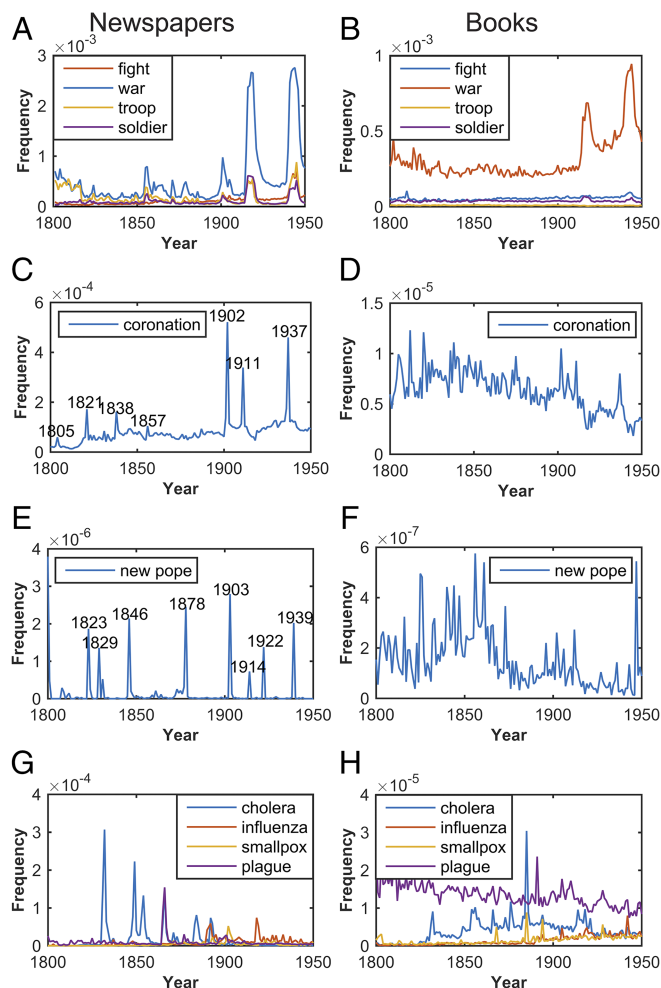 Newspapers
Books
A
×10⁻³
3
2
1
0
Frequency
fight
war
troop
soldier
1800
1850
1900
1950
Year
B
×10⁻³
1
0.5
0
Frequency
fight
war
troop
soldier
1800
1850
1900
1950
Year
C
×10⁻⁴
6
4
2
0
Frequency
coronation
1805
1821
1838
1857
1902
1911
1937
1800
1850
1900
1950
Year
D
×10⁻⁵
1.5
1
0.5
0
Frequency
coronation
1800
1850
1900
1950
Year
E
×10⁻⁶
4
3
2
1
0
Frequency
new pope
1823
1829
1846
1878
1903
1914
1922
1939
1800
1850
1900
1950
Year
F
×10⁻⁷
6
4
2
0
Frequency
new pope
1800
1850
1900
1950
Year
G
×10⁻⁴
4
3
2
1
0
Frequency
cholera
influenza
smallpox
plague
1800
1850
1900
1950
Year
H
×10⁻⁵
4
3
2
1
0
Frequency
cholera
influenza
smallpox
plague
1800
1850
1900
1950
Year